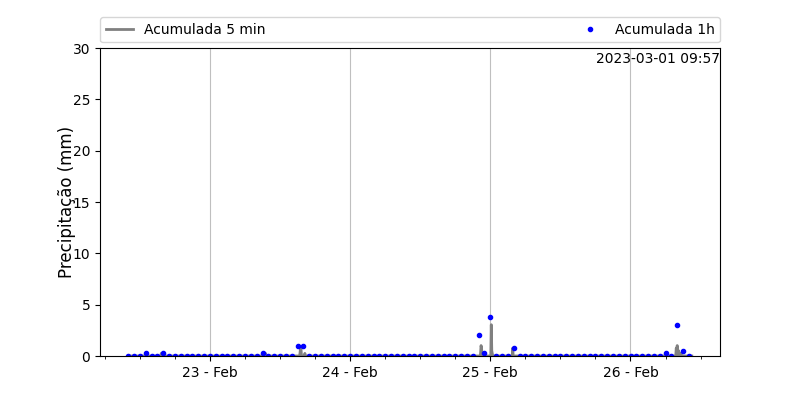 Acumulada 5 min
Acumulada 1h
2023-03-01 09:57
Precipitação (mm)
30
25
20
15
10
5
0
23 - Feb
24 - Feb
25 - Feb
26 - Feb